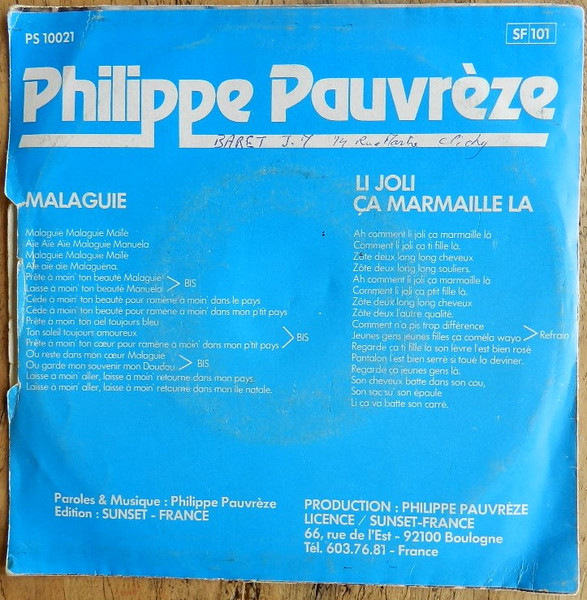 PS 10021
SF 101
Philippe Pauvrèze
BARET J.Y 14 Rue Martre Clichy
MALAGUIE
Malaguie Malaguie Maïlé
Aïe Aïe Aïe Malaguie Manuela
Malaguie Malaguie Maïlé
Aïe aïe aïe Malaguena.
Prête à moin' ton beauté Malaguie
Laisse à moin' ton beauté Manuela
BIS
Cède à moin' ton beauté pour ramène à moin' dans le pays
Cède à moin' ton beauté pour ramène à moin' dans mon p'tit pays
Prête à moin' ton ciel toujours bleu
Ton soleil toujours amoureux
Prête à moin' ton cœur pour ramène à moin' dans mon p'tit pays
BIS
Ou reste dans mon cœur Malaguie
Ou garde mon souvenir mon Doudou
BIS
Laisse à moin' aller, laisse à moin' retourne dans mon pays.
Laisse à moin' aller, laisse à moin' retourne dans mon ile natale.
LI JOLI
ÇA MARMAILLE LA
Ah comment li joli ça marmaille là
Comment li joli ça ti fille là.
Zôte deux long long cheveux
Zôte deux long long souliers.
Ah comment li joli ça marmaille là
Comment li joli ça ptit fille là.
Zôte deux long long cheveux
Zôte deux l'autre qualité.
Comment n'a pis trop différence
Jeunes gens jeunes filles ça coméla wayo
Refrain
Regarde ça ti fille la son lèvre l'est bien rosé
Pantalon l'est bien serré si toué la deviner.
Regarde ça jeunes gens là.
Son cheveux batte dans son cou,
Son sac su' son épaule
Li ca va batte son carré.
Paroles & Musique : Philippe Pauvrèze
Edition : SUNSET - FRANCE
PRODUCTION : PHILIPPE PAUVRÈZE
LICENCE / SUNSET-FRANCE
66, rue de l'Est - 92100 Boulogne
Tél. 603.76.81 - France